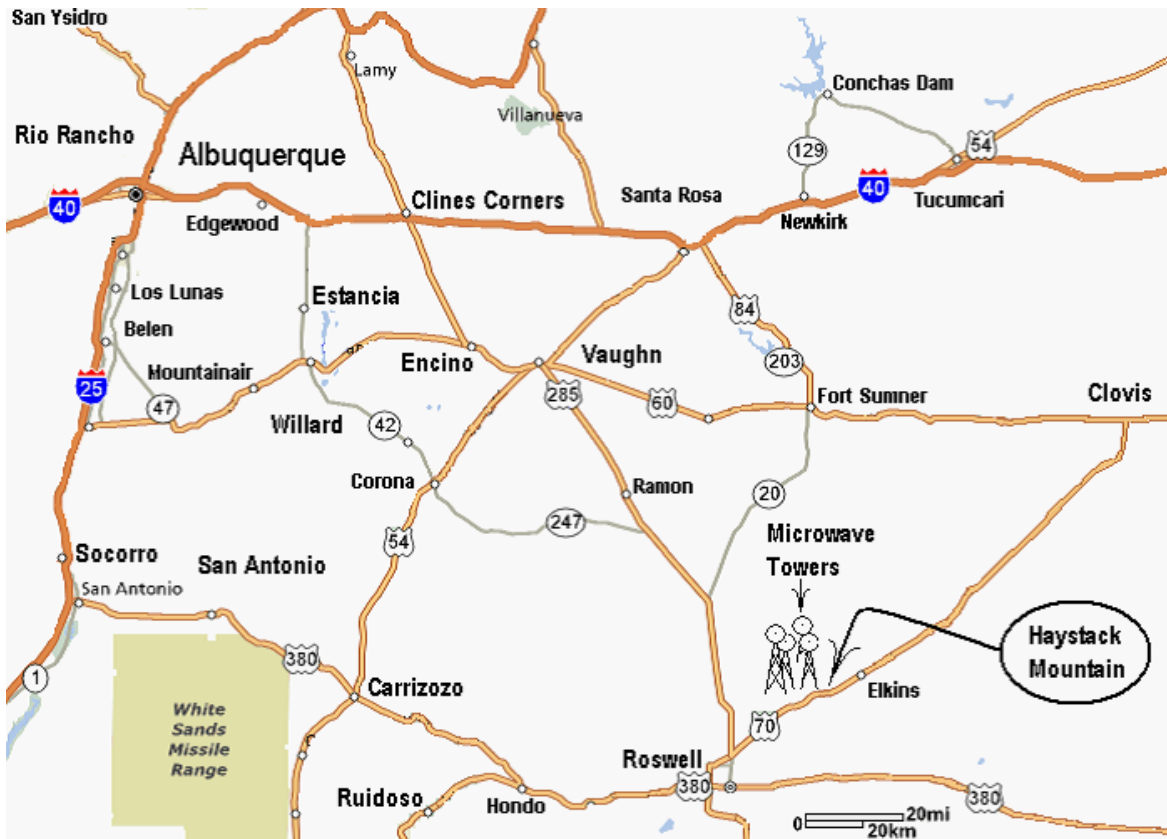 San Ysidro
Lamy
Conchas Dam
Villanueva
Rio Rancho
54
129
Albuquerque
40
Santa Rosa
40
Clines Corners
Tucumcari
Edgewood
Newkirk
Los Lunas
Estancia
84
Belen
Encino
Vaughn
203
Mountainair
25
285
60
Fort Sumner
Clovis
47
Willard
42
Corona
Ramon
20
247
54
Microwave
Towers
Socorro
San Antonio
San Antonio
Haystack
Mountain
380
1
Carrizozo
Elkins
White
Sands
Missile
Range
70
Roswell
380
380
Ruidoso
Hondo
0
20mi
20km